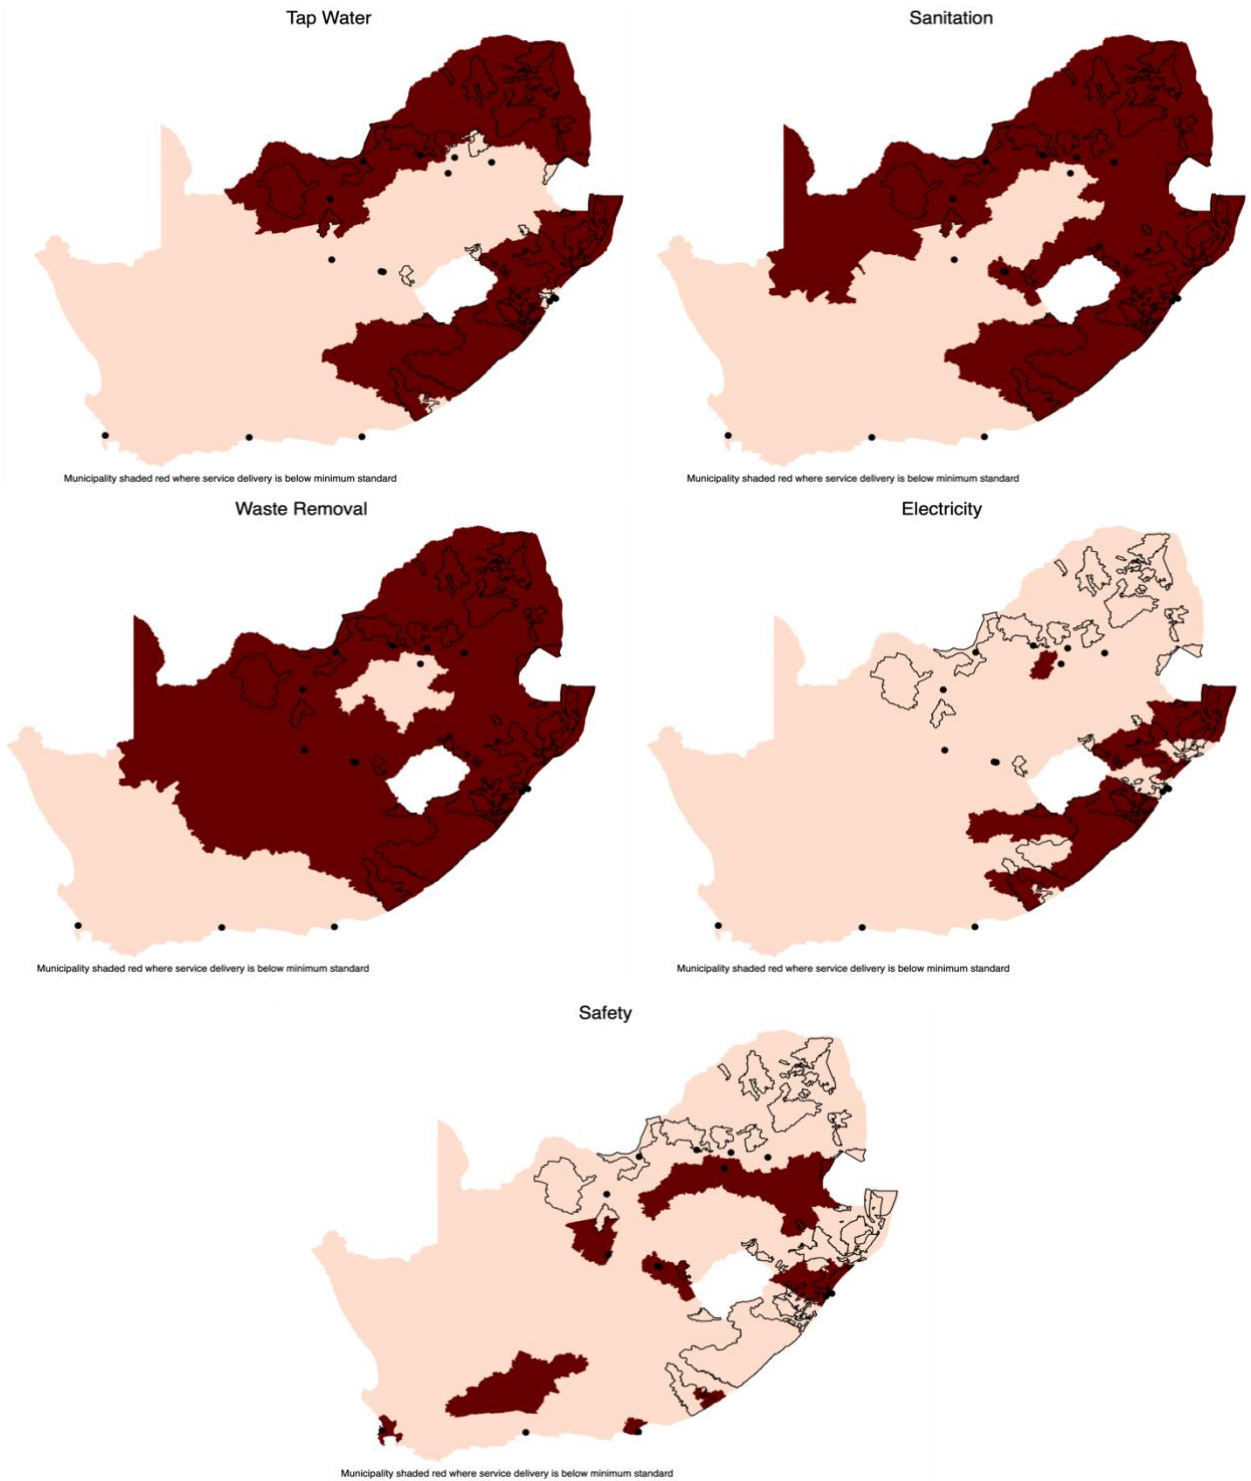 Tap Water
Sanitation
Municipality shaded red where service delivery is below minimum standard
Municipality shaded red where service delivery is below minimum standard
Waste Removal
Electricity
Municipality shaded red where service delivery is below minimum standard
Municipality shaded red where service delivery is below minimum standard
Safety
Municipality shaded red where service delivery is below minimum standard